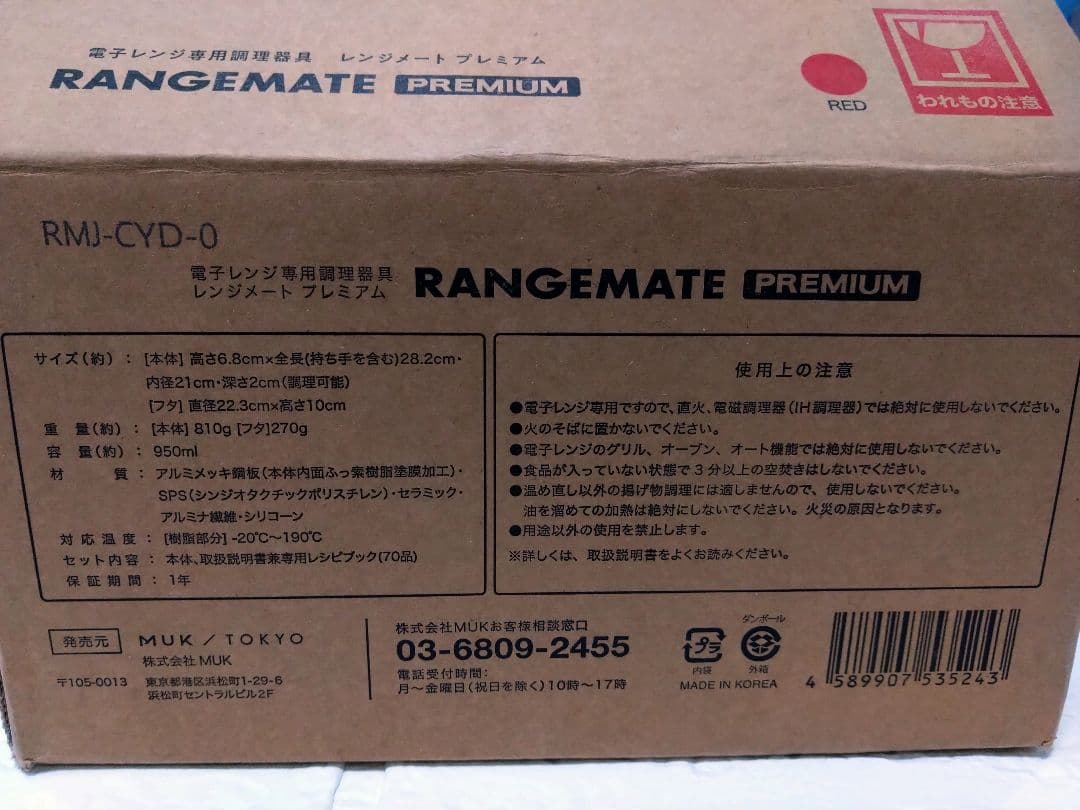 電子レンジ専用調理器具 レンジメート プレミアム
RANGEMATE PREMIUM
RED
われもの注意
RMJ-CYD-0
電子レンジ専用調理器具
レンジメート プレミアム
RANGEMATE PREMIUM
サイズ(約): [本体] 高さ6.8cm×全長(持ち手を含む)28.2cm・
内径21cm・深さ2cm(調理可能)
[フタ] 直径22.3cm×高さ10cm
重量(約): [本体] 810g [フタ]270g
容量(約): 950ml
材質: アルミメッキ鋼板(本体内面ふっ素樹脂塗膜加工)・
SPS(シンジオタクチックポリスチレン)・セラミック・
アルミナ繊維・シリコーン
対応温度: [樹脂部分] -20℃〜190℃
セット内容: 本体、取扱説明書兼専用レシピブック(70品)
保証期間: 1年
使用上の注意
●電子レンジ専用ですので、直火、電磁調理器(IH調理器)では絶対に使用しないでください。
●火のそばに置かないでください。
●電子レンジのグリル、オーブン、オート機能では絶対に使用しないでください。
●食品が入っていない状態で3分以上の空焚きはしないでください。
●温め直し以外の揚げ物調理には適しませんので、使用しないでください。
油を溜めての加熱は絶対にしないでください。火災の原因となります。
●用途以外の使用を禁止します。
※詳しくは、取扱説明書をよくお読みください。
発売元 MUK/TOKYO
株式会社MUK
〒105-0013 東京都港区浜松町1-29-6
浜松町セントラルビル2F
株式会社MUKお客様相談窓口
03-6809-2455
電話受付時間:
月〜金曜日(祝日を除く)10時〜17時
プラ
内袋
ダンボール
外箱
MADE IN KOREA
4 589907 535243